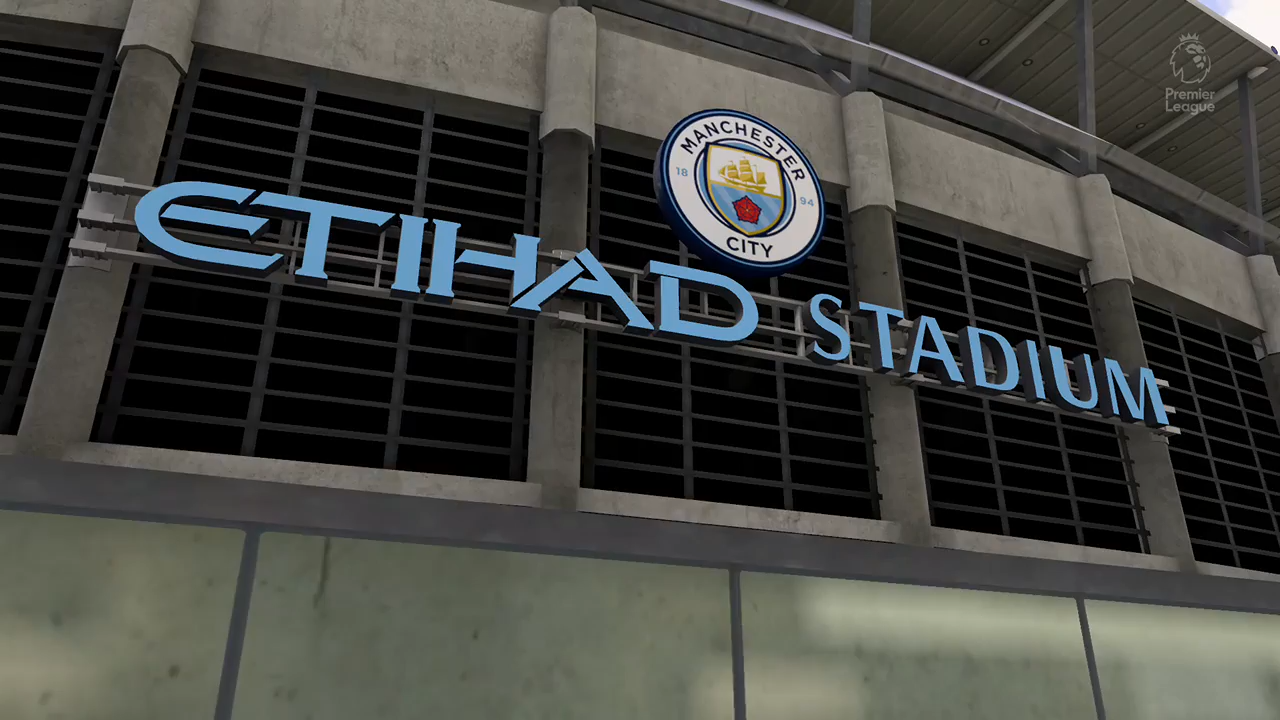 Premier
League
MANCHESTER
18 94
CITY
ETIHAD STADIUM